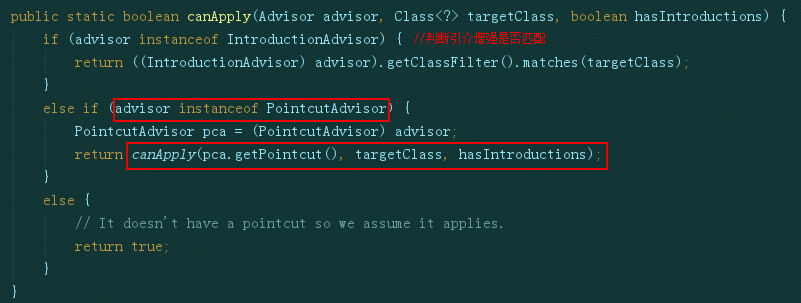 public static boolean canApply(Advisor advisor, Class<?> targetClass, boolean hasIntroductions) {
    if (advisor instanceof IntroductionAdvisor) { //判断引介增强是否匹配
        return ((IntroductionAdvisor) advisor).getClassFilter().matches(targetClass);
    }
    else if (advisor instanceof PointcutAdvisor) {
        PointcutAdvisor pca = (PointcutAdvisor) advisor;
        return canApply(pca.getPointcut(), targetClass, hasIntroductions);
    }
    else {
        // It doesn't have a pointcut so we assume it applies.
        return true;
    }
}